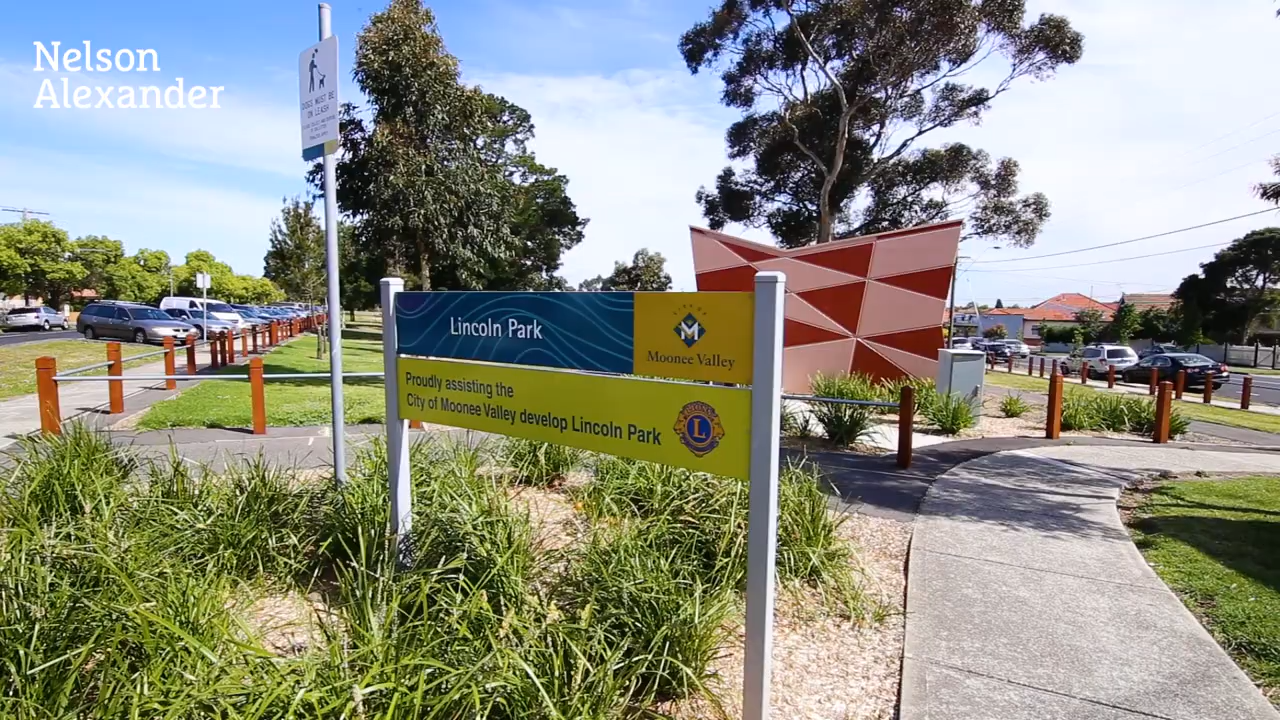 Nelson
Alexander
DOGS MUST BE
ON LEASH
Lincoln Park
Moonee Valley
Proudly assisting the
City of Moonee Valley develop Lincoln Park
LIONS
L